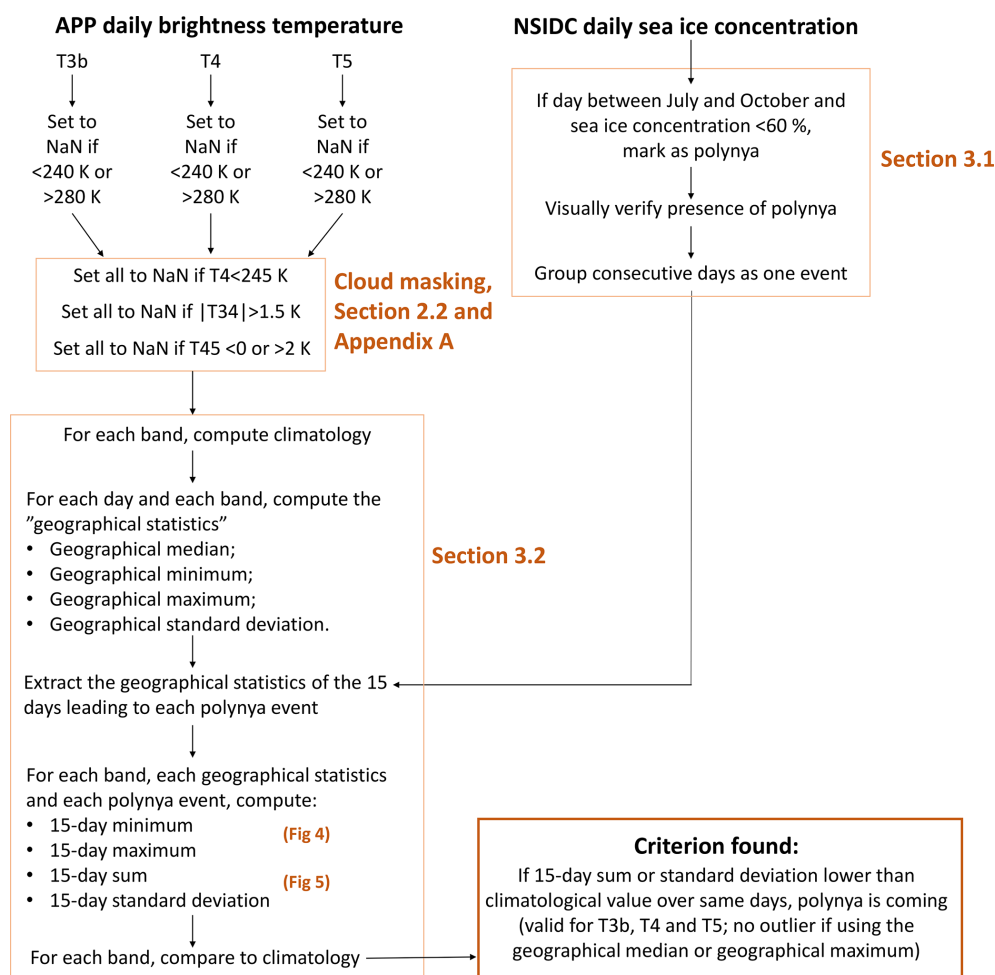 APP daily brightness temperature
T3b
T4
T5
Set to
NaN if
<240 K or
>280 K
Set to
NaN if
<240 K or
>280 K
Set to
NaN if
<240 K or
>280 K
Set all to NaN if T4<245 K
Set all to NaN if |T34|>1.5 K
Set all to NaN if T45 <0 or >2 K
Cloud masking,
Section 2.2 and
Appendix A
NSIDC daily sea ice concentration
If day between July and October and
sea ice concentration <60 %,
mark as polynya
Visually verify presence of polynya
Group consecutive days as one event
Section 3.1
For each band, compute climatology
For each day and each band, compute the
”geographical statistics”
• Geographical median;
• Geographical minimum;
• Geographical maximum;
• Geographical standard deviation.
Section 3.2
Extract the geographical statistics of the 15
days leading to each polynya event
For each band, each geographical statistics
and each polynya event, compute:
• 15-day minimum
• 15-day maximum
(Fig 4)
• 15-day sum
• 15-day standard deviation
(Fig 5)
For each band, compare to climatology
Criterion found:
If 15-day sum or standard deviation lower than
climatological value over same days, polynya is coming
(valid for T3b, T4 and T5; no outlier if using the
geographical median or geographical maximum)